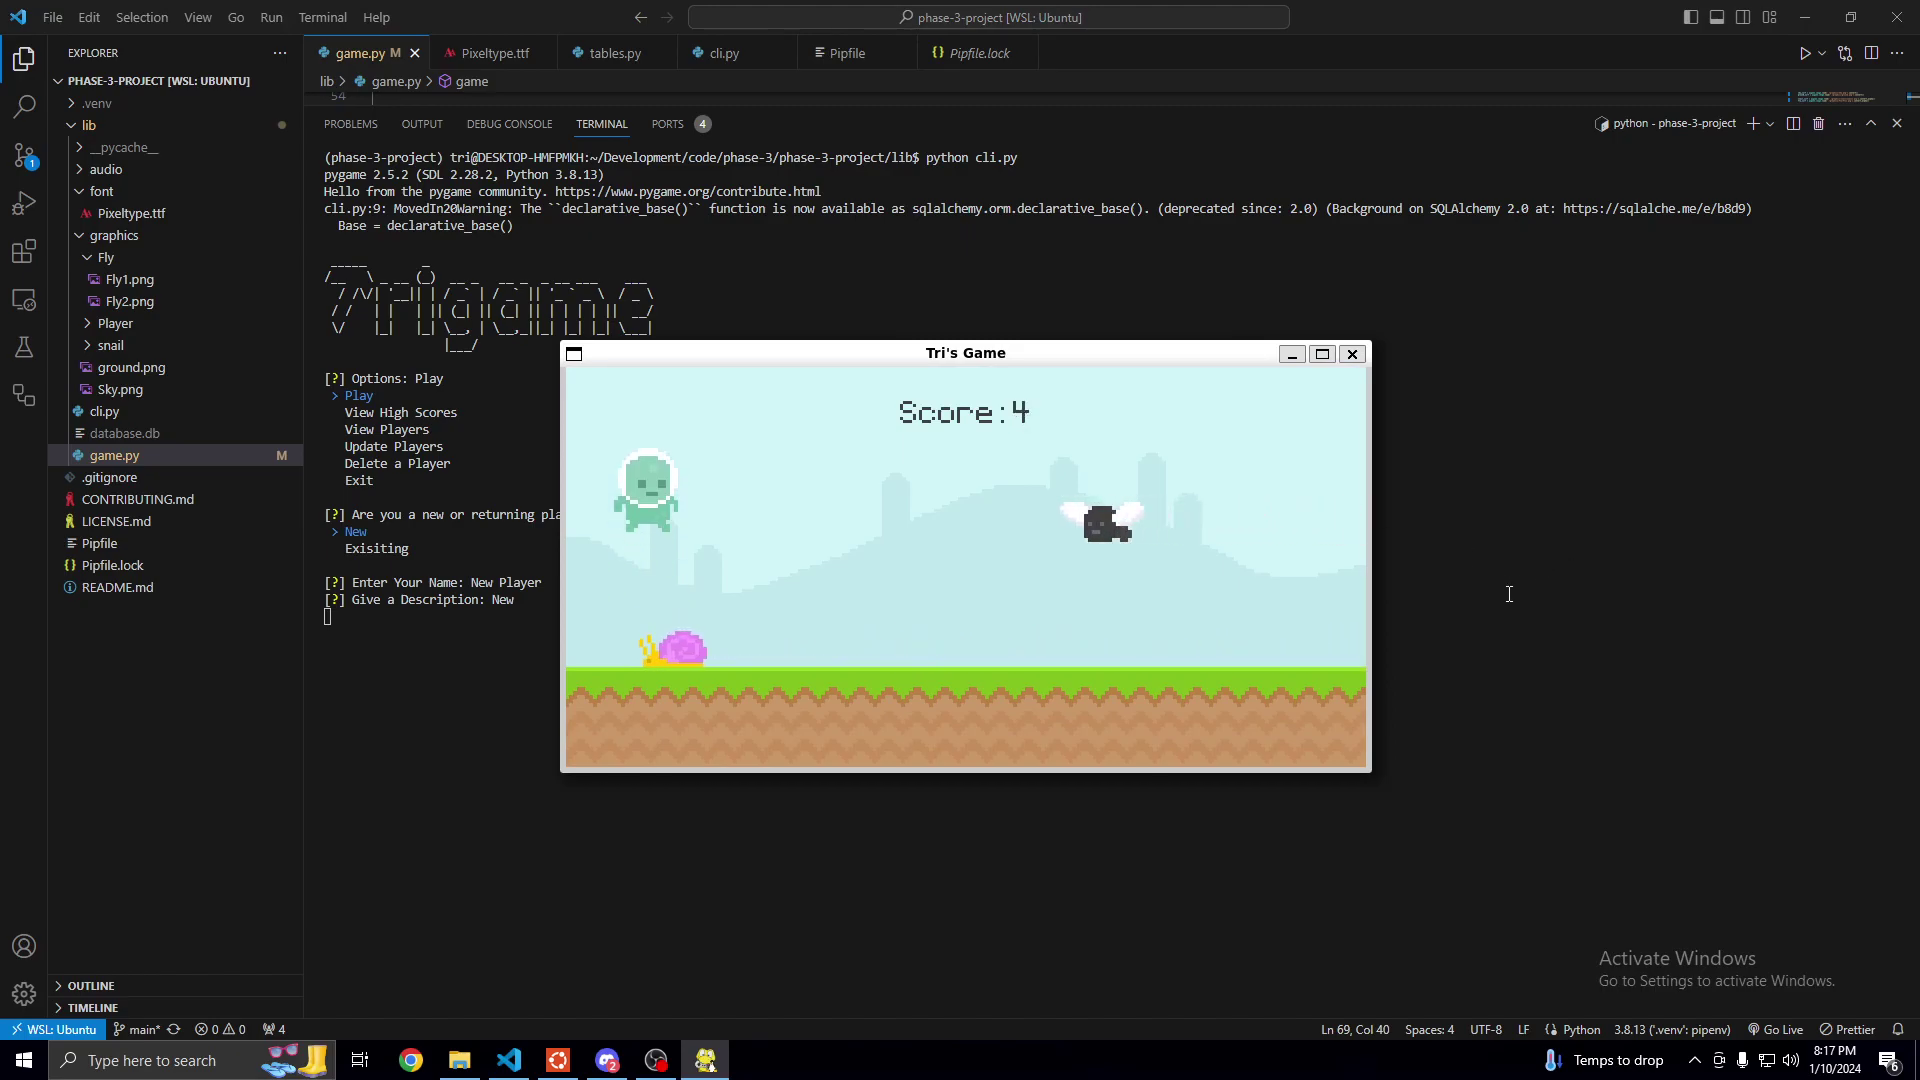 File Edit Selection View Go Run Terminal Help
phase-3-project [WSL: Ubuntu]
EXPLORER
game.py M
Pixeltype.ttf
tables.py
cli.py
Pipfile
Pipfile.lock
PHASE-3-PROJECT [WSL: UBUNTU]
lib > game.py > game
54
.venv
lib
__pycache__
audio
font
Pixeltype.ttf
graphics
Fly
Fly1.png
Fly2.png
Player
snail
ground.png
Sky.png
cli.py
database.db
game.py M
.gitignore
CONTRIBUTING.md
LICENSE.md
Pipfile
Pipfile.lock
README.md
OUTLINE
TIMELINE
PROBLEMS OUTPUT DEBUG CONSOLE TERMINAL PORTS 4
python - phase-3-project
(phase-3-project) tri@DESKTOP-HMFPMKH:~/Development/code/phase-3/phase-3-project/lib$ python cli.py
pygame 2.5.2 (SDL 2.28.2, Python 3.8.13)
Hello from the pygame community. https://www.pygame.org/contribute.html
cli.py:9: MovedIn20Warning: The ``declarative_base()`` function is now available as sqlalchemy.orm.declarative_base(). (deprecated since: 2.0) (Background on SQLAlchemy 2.0 at: https://sqlalche.me/e/b8d9)
Base = declarative_base()
Trigame
[?] Options: Play
> Play
View High Scores
View Players
Update Players
Delete a Player
Exit
[?] Are you a new or returning pla
> New
Exisiting
[?] Enter Your Name: New Player
[?] Give a Description: New
Tri's Game
Score:4
Activate Windows
Go to Settings to activate Windows.
1
WSL: Ubuntu main* 0 0 4
Ln 69, Col 40 Spaces: 4 UTF-8 LF Python 3.8.13 ('.venv': pipenv) Go Live Prettier
Type here to search
2
Temps to drop
8:17 PM
1/10/2024
6